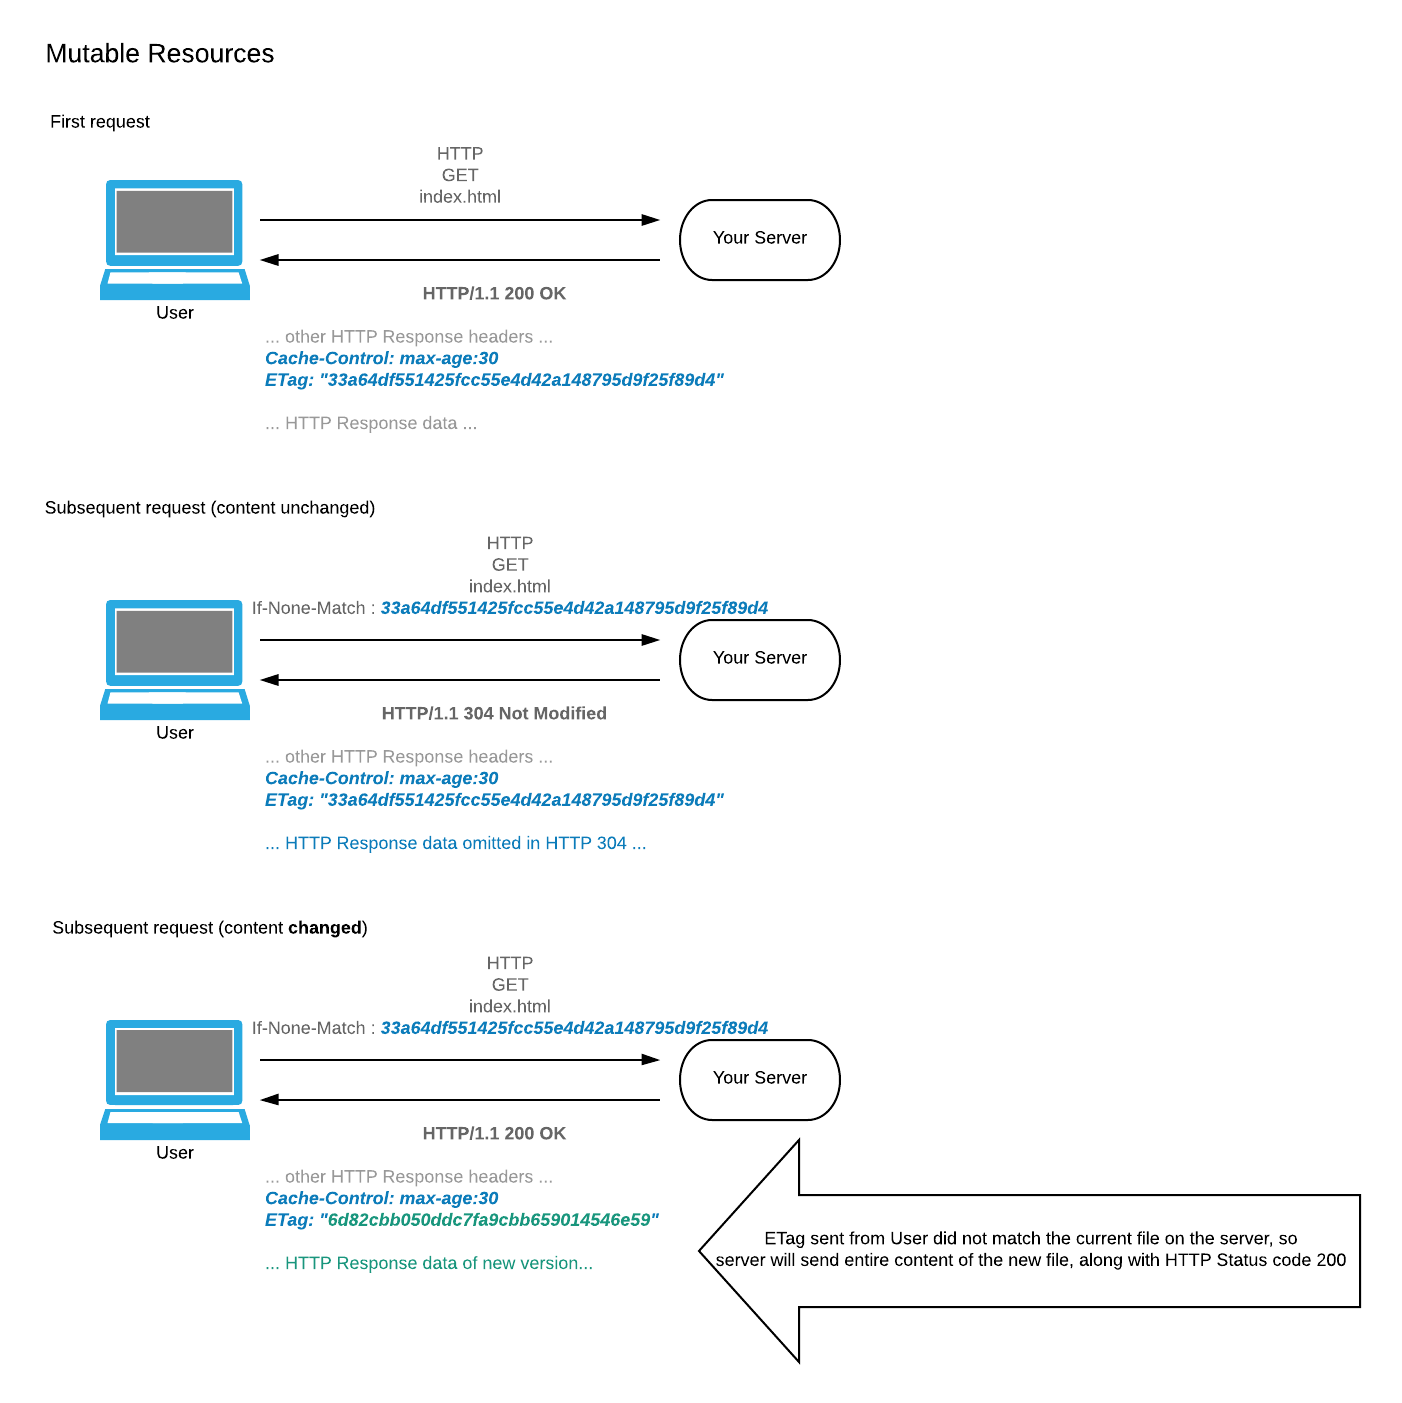 Mutable Resources
First request
HTTP
GET
index.html
Your Server
User
HTTP/1.1 200 OK
... other HTTP Response headers ...
Cache-Control: max-age:30
ETag: "33a64df551425fcc55e4d42a148795d9f25f89d4"
... HTTP Response data ...
Subsequent request (content unchanged)
HTTP
GET
index.html
If-None-Match : 33a64df551425fcc55e4d42a148795d9f25f89d4
Your Server
User
HTTP/1.1 304 Not Modified
... other HTTP Response headers ...
Cache-Control: max-age:30
ETag: "33a64df551425fcc55e4d42a148795d9f25f89d4"
... HTTP Response data omitted in HTTP 304 ...
Subsequent request (content changed)
HTTP
GET
index.html
If-None-Match : 33a64df551425fcc55e4d42a148795d9f25f89d4
Your Server
User
HTTP/1.1 200 OK
... other HTTP Response headers ...
Cache-Control: max-age:30
ETag: "6d82cbb050ddc7fa9cbb659014546e59"
... HTTP Response data of new version...
ETag sent from User did not match the current file on the server, so
server will send entire content of the new file, along with HTTP Status code 200